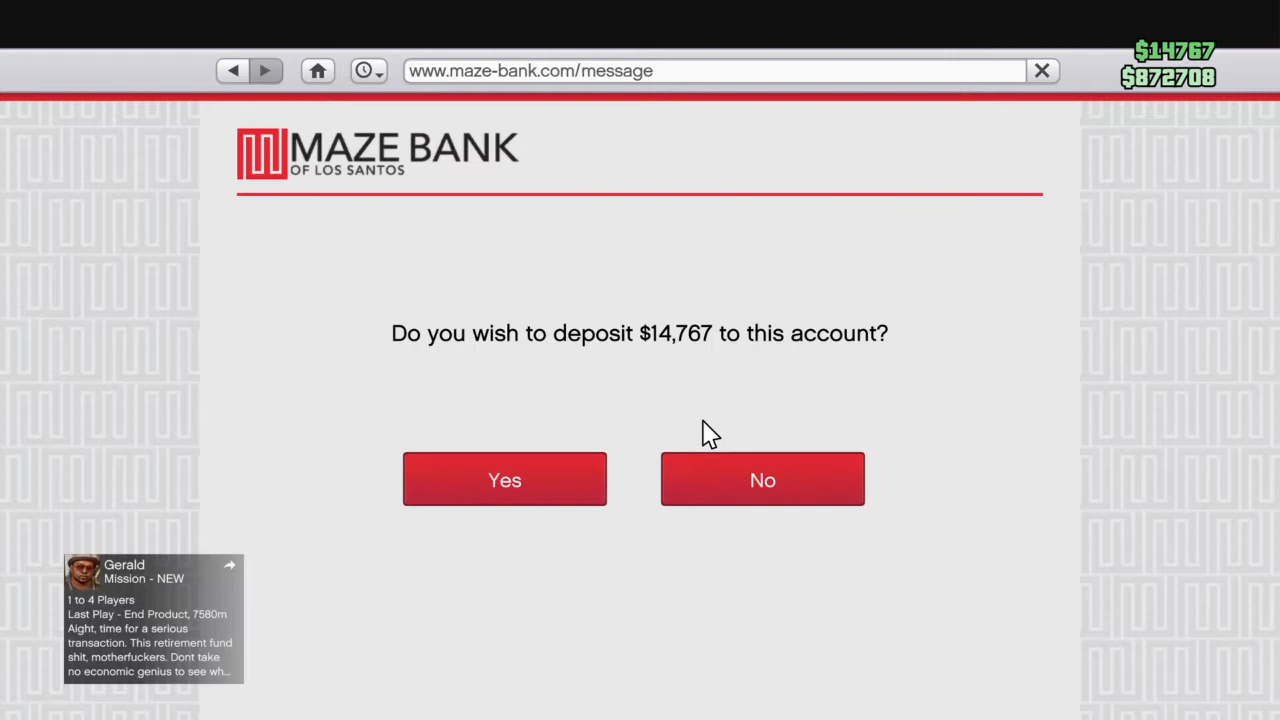 $14767
www.maze-bank.com/message
$872708
MAZE BANK
OF LOS SANTOS
Do you wish to deposit $14,767 to this account?
Yes
No
Gerald
Mission - NEW
1 to 4 Players
Last Play - End Product, 7580m
Aight, time for a serious
transaction. This retirement fund
shit, motherfuckers. Dont take
no economic genius to see wh...